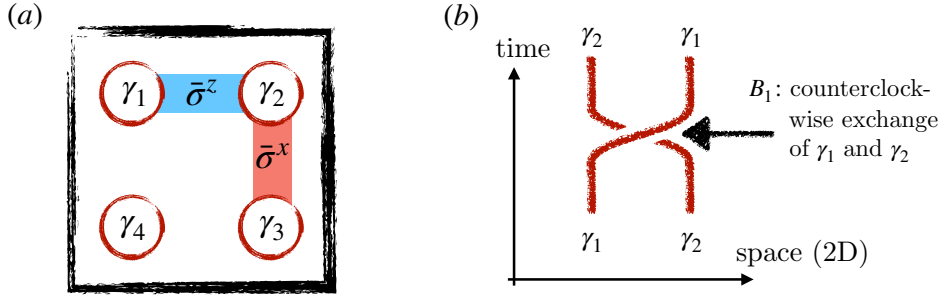 (a)
γ₁ σ̄ᶻ γ₂
σ̄ˣ
γ₄ γ₃
(b)
time
γ₂ γ₁
B₁: counterclock-
wise exchange
of γ₁ and γ₂
γ₁ γ₂
space (2D)